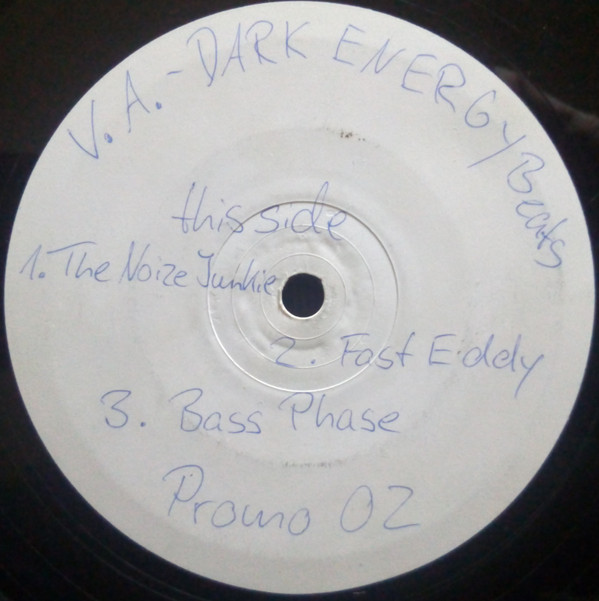 V.A.-DARK ENERGY Beats
this side
1. The Noize Junkie
2. Fast Eddy
3. Bass Phase
Promo 02